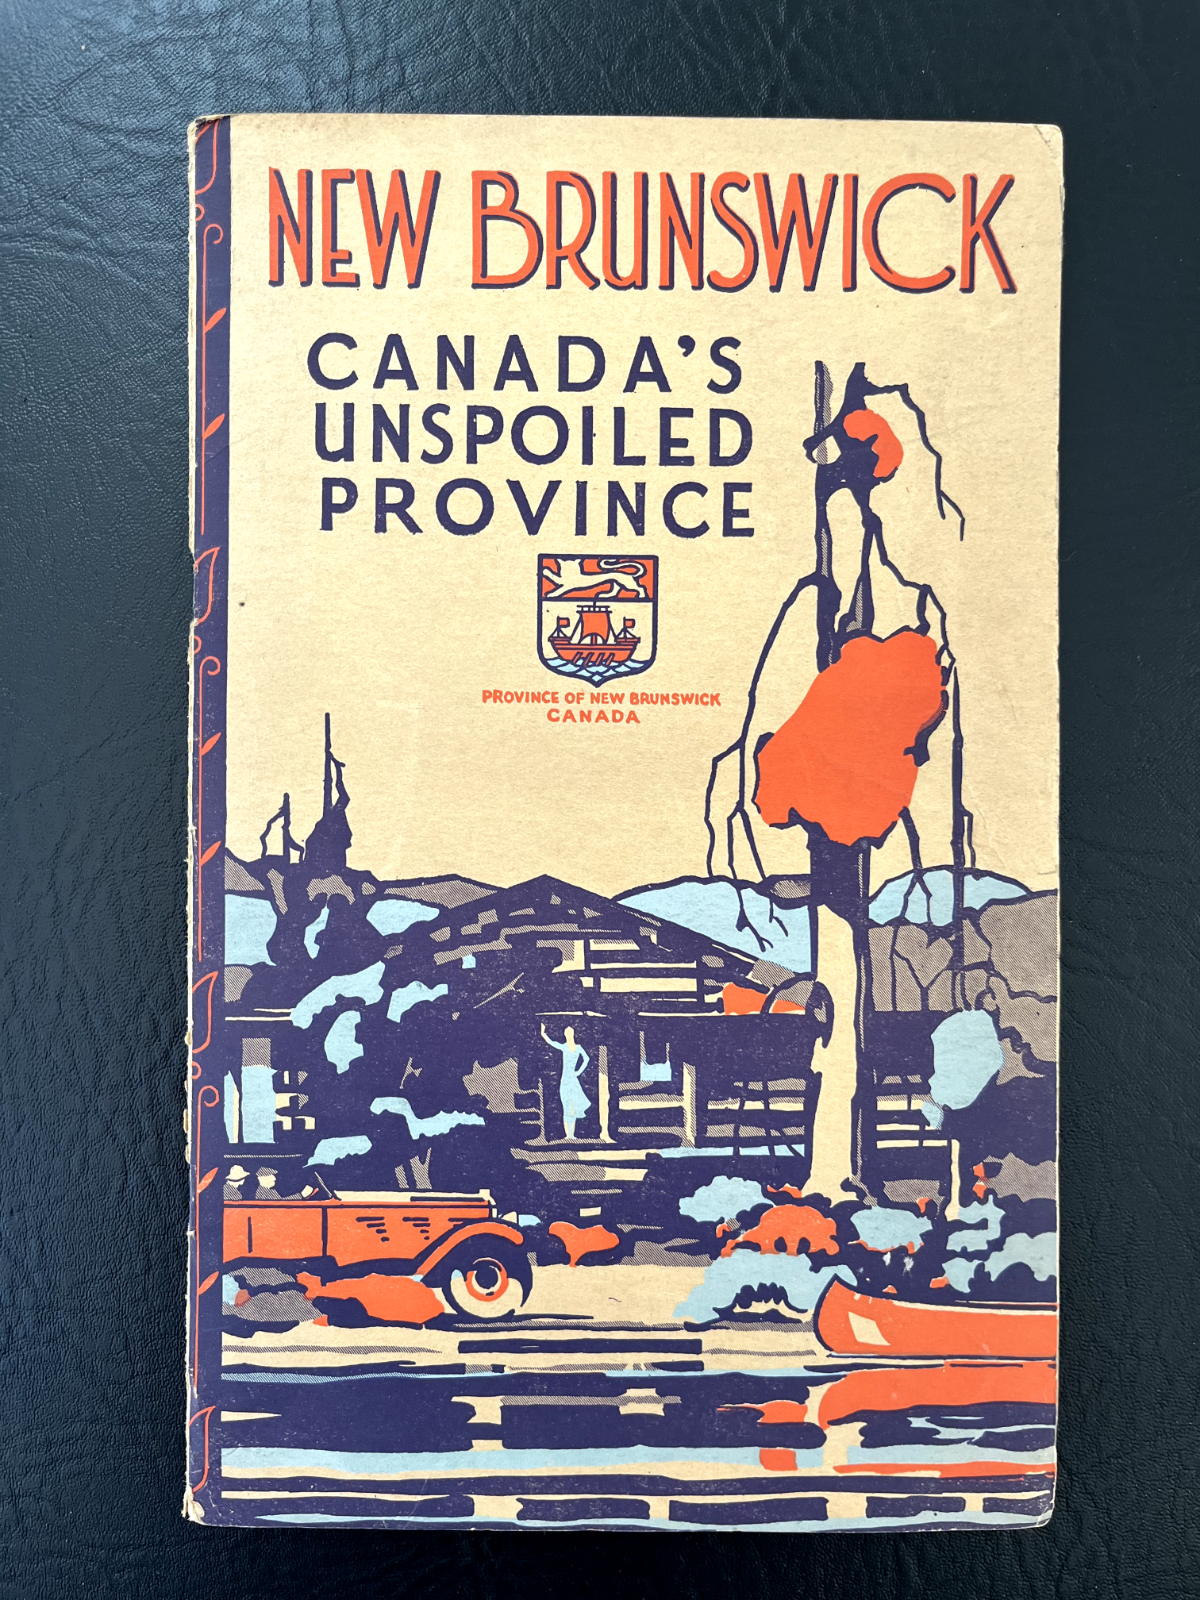 NEW BRUNSWICK
CANADA'S
UNSPOILED
PROVINCE
PROVINCE OF NEW BRUNSWICK
CANADA